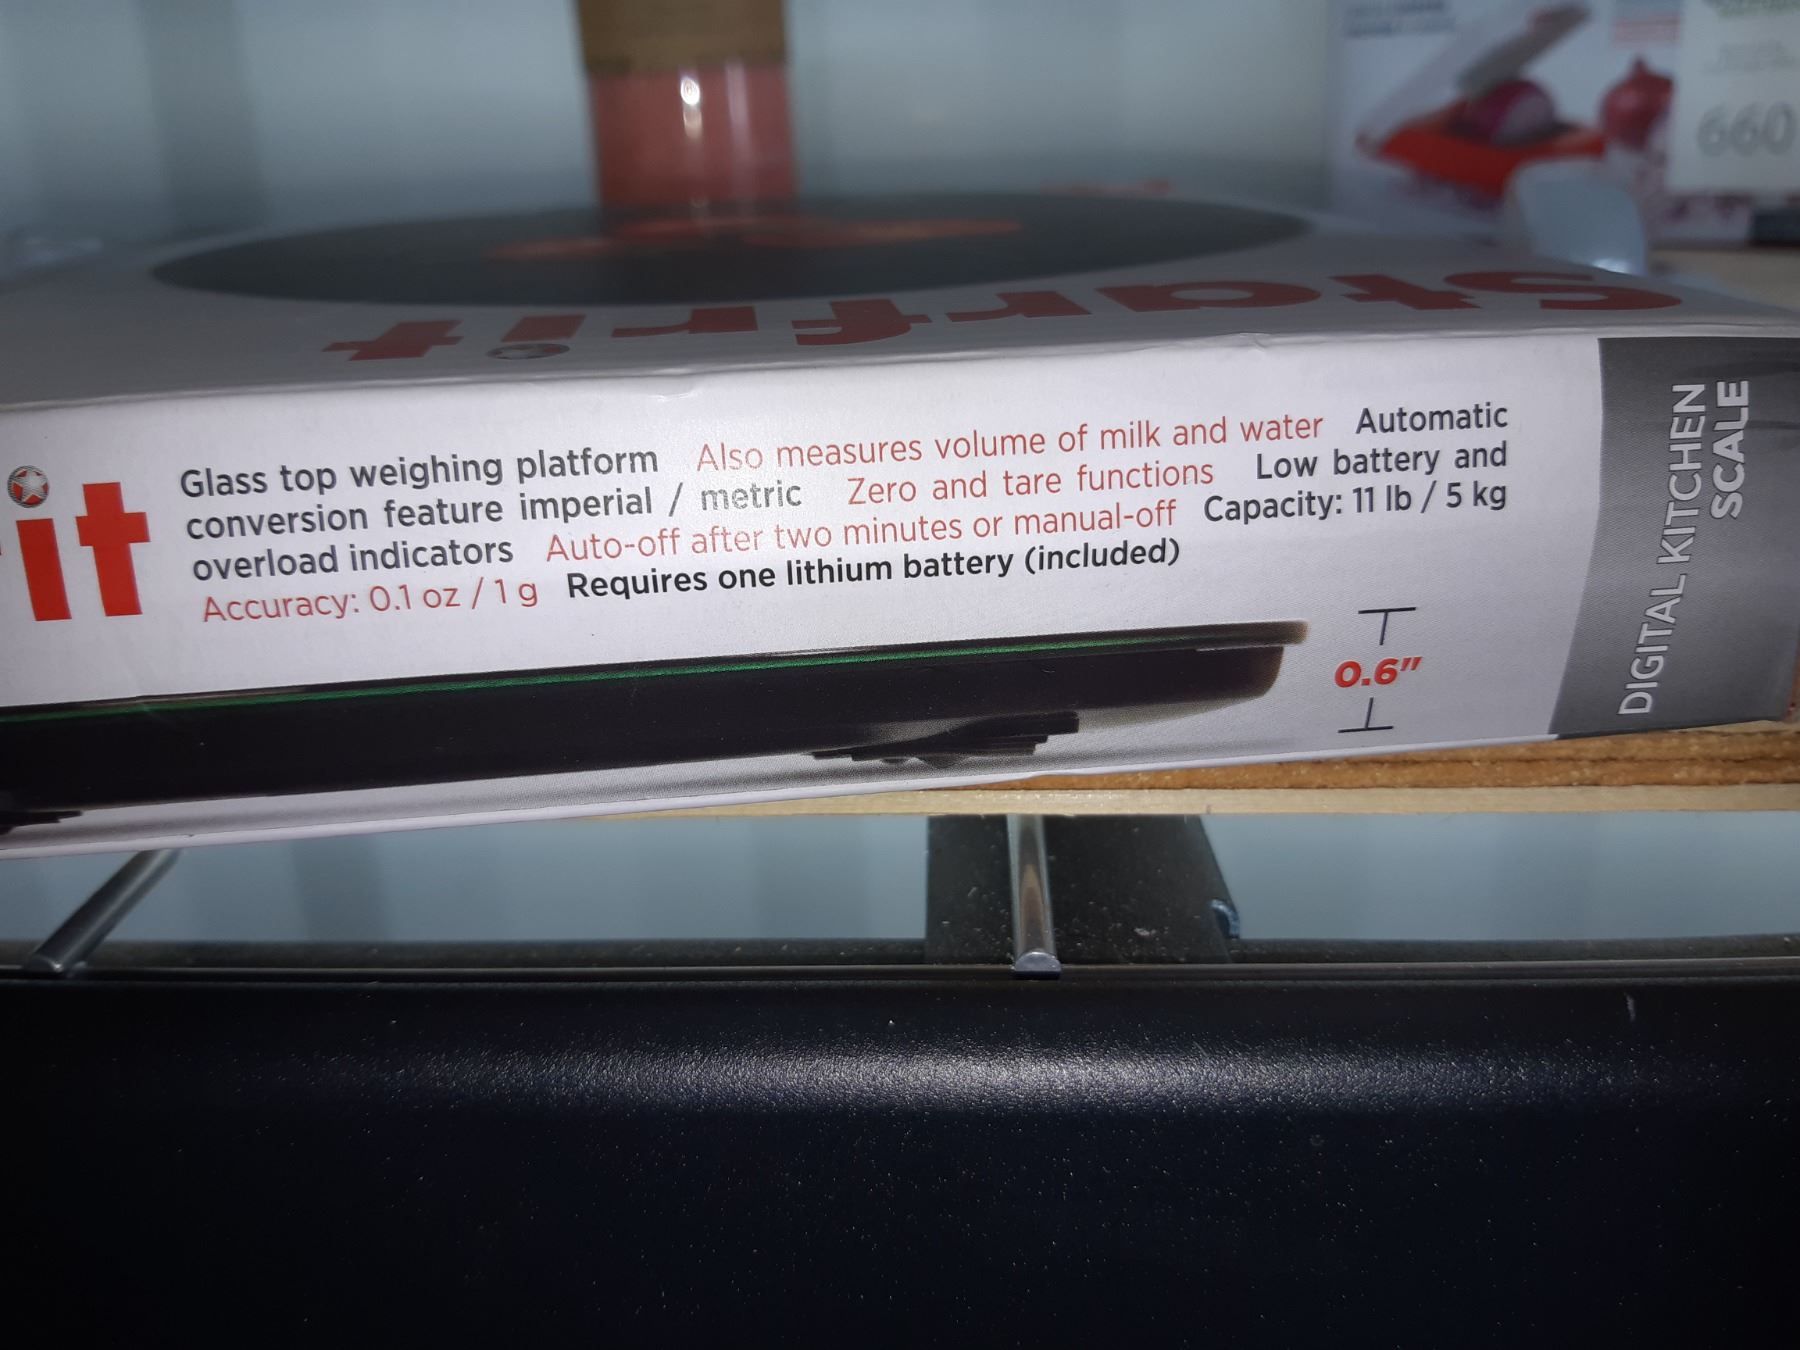 660
Starfrit
it
Glass top weighing platform Also measures volume of milk and water Automatic
conversion feature imperial / metric Zero and tare functions Low battery and
overload indicators Auto-off after two minutes or manual-off Capacity: 11 lb / 5 kg
Accuracy: 0.1 oz / 1 g Requires one lithium battery (included)
0.6"
DIGITAL KITCHEN
SCALE